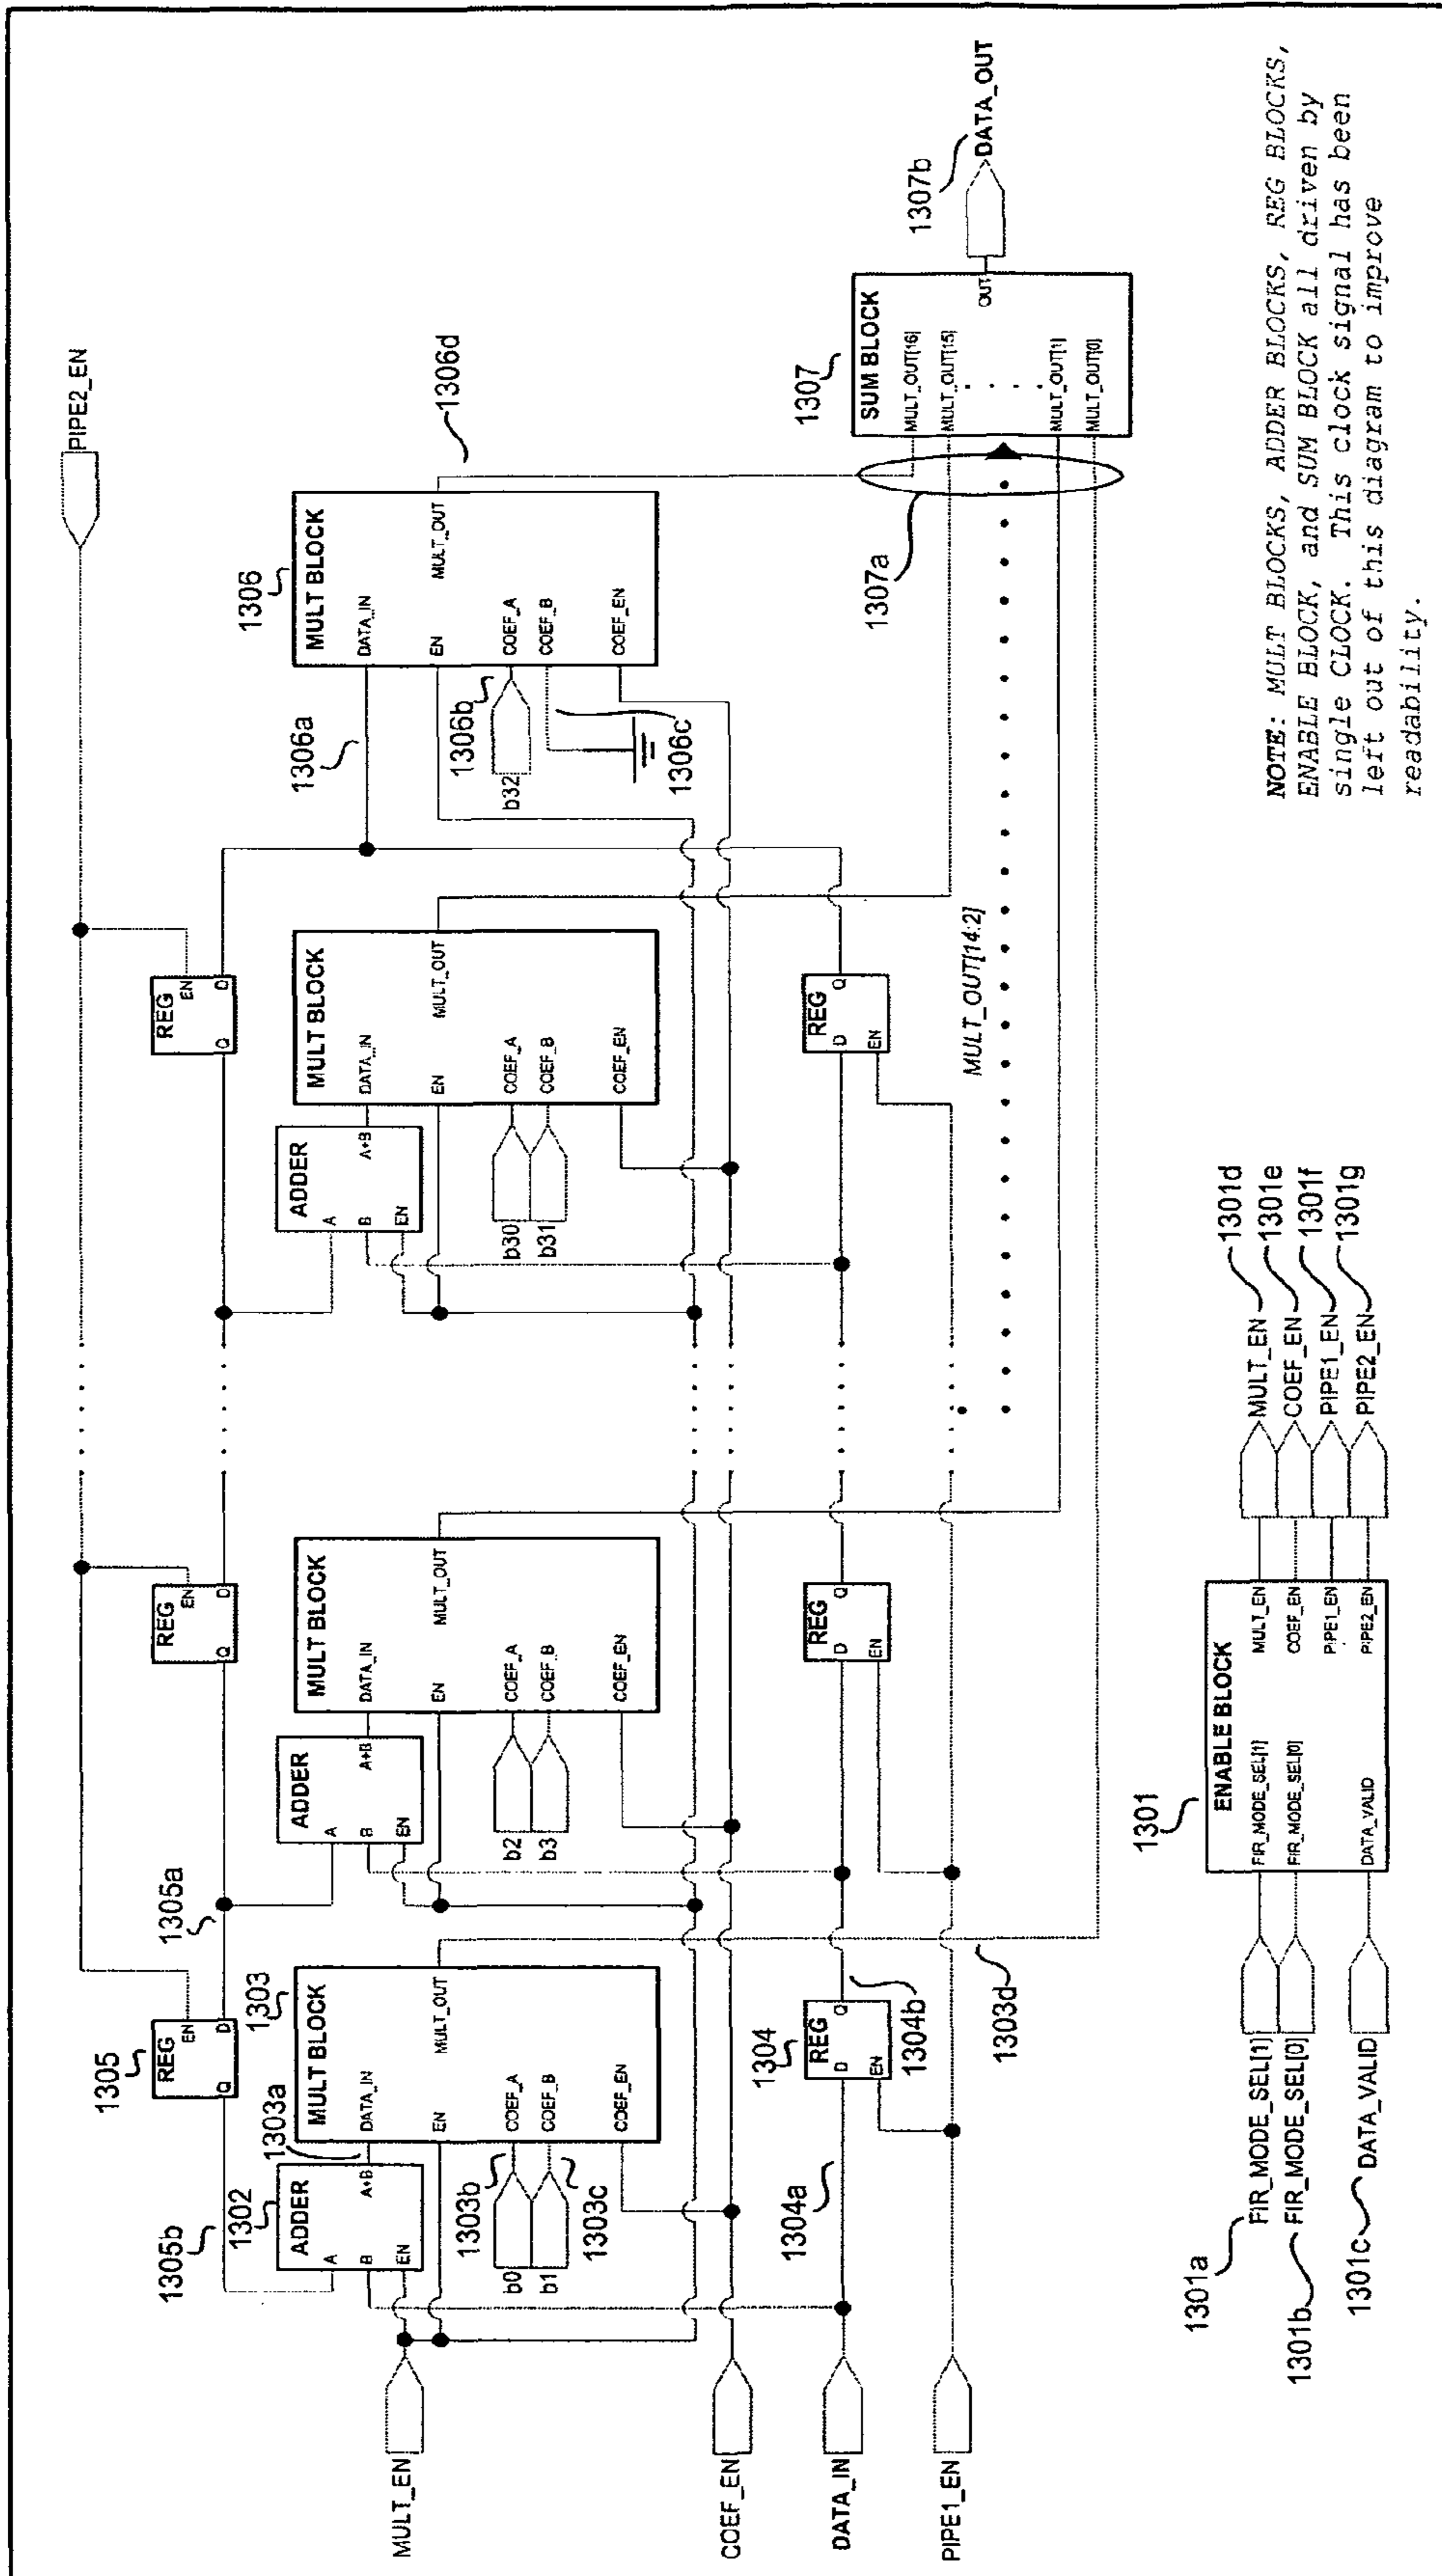 PIPE2_EN
1305
REG
EN
Q
D
REG
EN
Q
D
REG
EN
Q
D
1305b
1305a
1302
ADDER
A
B
EN
A+B
1303a
1303
MULT BLOCK
DATA_IN
EN
COEF_A
COEF_B
COEF_EN
MULT_OUT
b0
b1
1303b
1303c
ADDER
A
B
EN
A+B
MULT BLOCK
DATA_IN
EN
COEF_A
COEF_B
COEF_EN
MULT_OUT
b2
b3
ADDER
A
B
EN
A+B
MULT BLOCK
DATA_IN
EN
COEF_A
COEF_B
COEF_EN
MULT_OUT
b30
b31
1306a
1306
MULT BLOCK
DATA_IN
EN
COEF_A
COEF_B
COEF_EN
MULT_OUT
b32
1306b
1306c
1306d
MULT_EN
COEF_EN
DATA_IN
PIPE1_EN
1304a
1304
REG
D
Q
EN
1304b
1303d
REG
D
Q
EN
REG
D
Q
EN
MULT_OUT[14:2]
1307a
1307
SUM BLOCK
MULT_OUT[16]
MULT_OUT[15]
MULT_OUT[1]
MULT_OUT[0]
OUT
1307b
DATA_OUT
1301
ENABLE BLOCK
FIR_MODE_SEL[1]
FIR_MODE_SEL[0]
DATA_VALID
MULT_EN
COEF_EN
PIPE1_EN
PIPE2_EN
1301a
FIR_MODE_SEL[1]
1301b
FIR_MODE_SEL[0]
1301c
DATA_VALID
MULT_EN
1301d
COEF_EN
1301e
PIPE1_EN
1301f
PIPE2_EN
1301g
NOTE: MULT BLOCKS, ADDER BLOCKS, REG BLOCKS,
ENABLE BLOCK, and SUM BLOCK all driven by
single CLOCK. This clock signal has been
left out of this diagram to improve
readability.